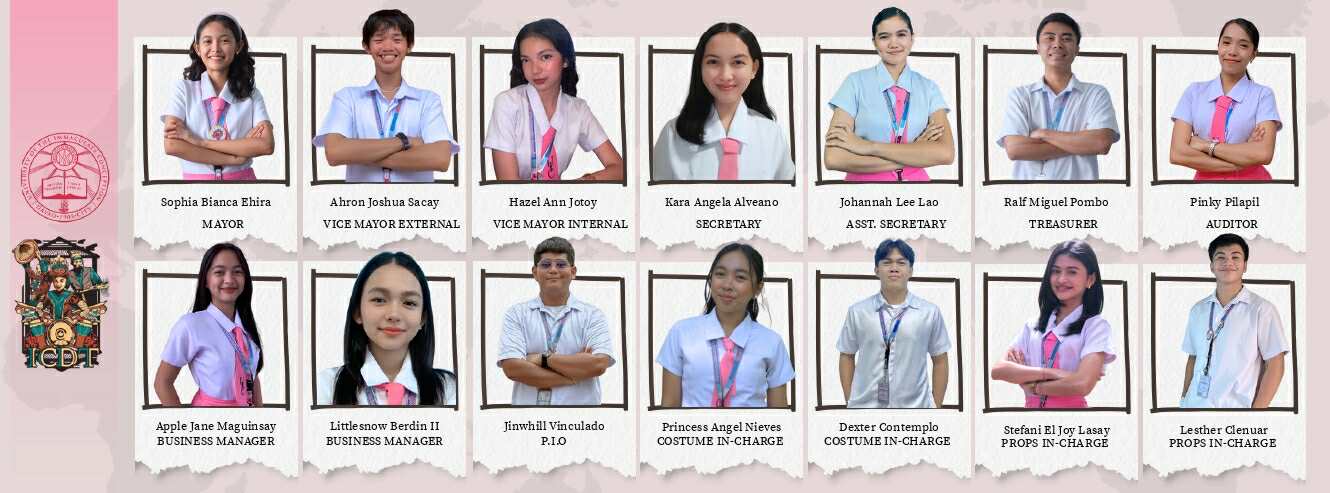 Sophia Bianca Ehira
MAYOR
Ahron Joshua Sacay
VICE MAYOR EXTERNAL
Hazel Ann Jotoy
VICE MAYOR INTERNAL
Kara Angela Alveano
SECRETARY
Johannah Lee Lao
ASST. SECRETARY
Ralf Miguel Pombo
TREASURER
Pinky Pilapil
AUDITOR
ICDT
Apple Jane Maguinsay
BUSINESS MANAGER
Littlesnow Berdin II
BUSINESS MANAGER
Jinwhill Vinculado
P.I.O
Princess Angel Nieves
COSTUME IN-CHARGE
Dexter Contemplo
COSTUME IN-CHARGE
Stefani El Joy Lasay
PROPS IN-CHARGE
Lesther Clenuar
PROPS IN-CHARGE